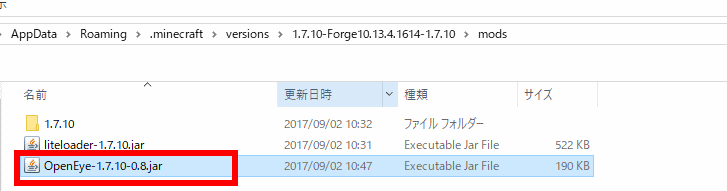 AppData › Roaming › .minecraft › versions › 1.7.10-Forge10.13.4.1614-1.7.10 › mods
名前 更新日時 種類 サイズ
1.7.10 2017/09/02 10:32 ファイル フォルダー
liteloader-1.7.10.jar 2017/09/02 10:31 Executable Jar File 522 KB
OpenEye-1.7.10-0.8.jar 2017/09/02 10:47 Executable Jar File 190 KB